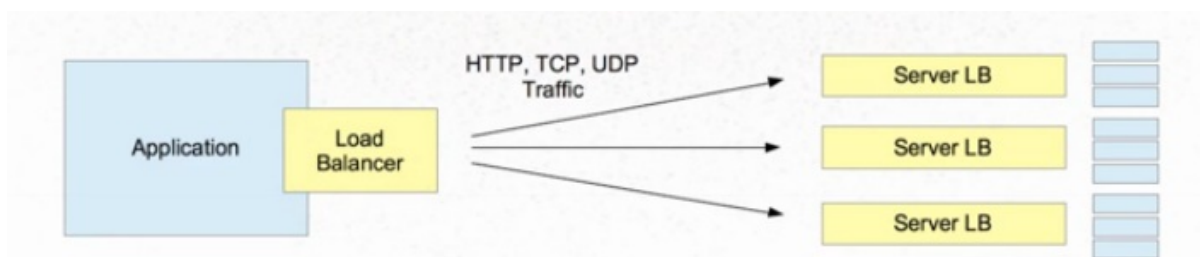 HTTP, TCP, UDP
Traffic
Application
Load
Balancer
Server LB
Server LB
Server LB